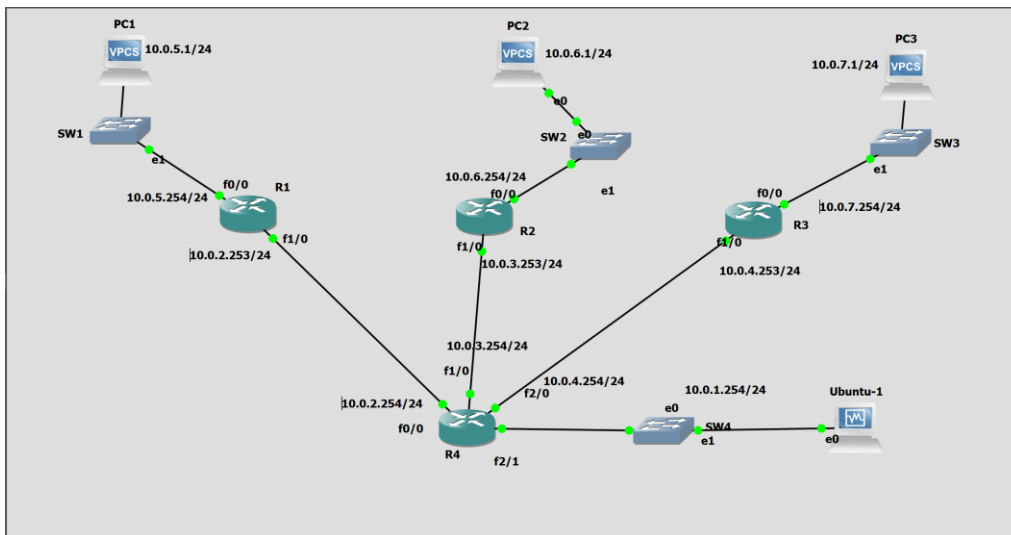 PC1
VPCS
10.0.5.1/24
SW1
e1
10.0.5.254/24
f0/0
R1
f1/0
10.0.2.253/24
PC2
VPCS
10.0.6.1/24
e0
e0
SW2
e1
10.0.6.254/24
f0/0
R2
f1/0
10.0.3.253/24
PC3
VPCS
10.0.7.1/24
SW3
e1
f0/0
10.0.7.254/24
R3
f1/0
10.0.4.253/24
10.0.3.254/24
f1/0
10.0.2.254/24
f0/0
R4
f2/0
10.0.4.254/24
f2/1
10.0.1.254/24
e0
SW4
e1
Ubuntu-1
e0